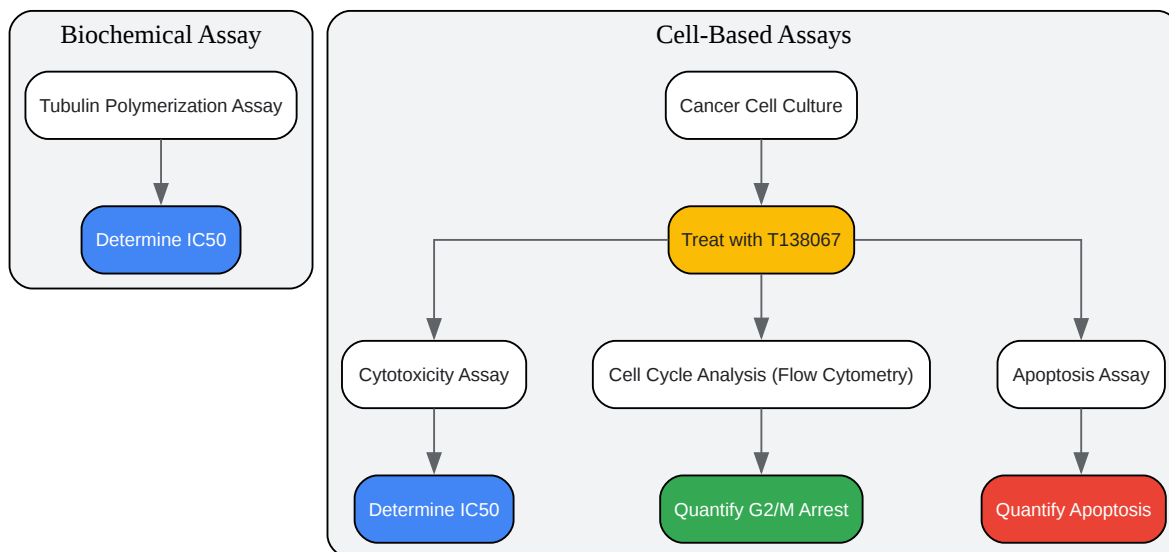 Biochemical Assay
Tubulin Polymerization Assay
Determine IC50
Cell-Based Assays
Cancer Cell Culture
Treat with T138067
Cytotoxicity Assay
Cell Cycle Analysis (Flow Cytometry)
Apoptosis Assay
Determine IC50
Quantify G2/M Arrest
Quantify Apoptosis